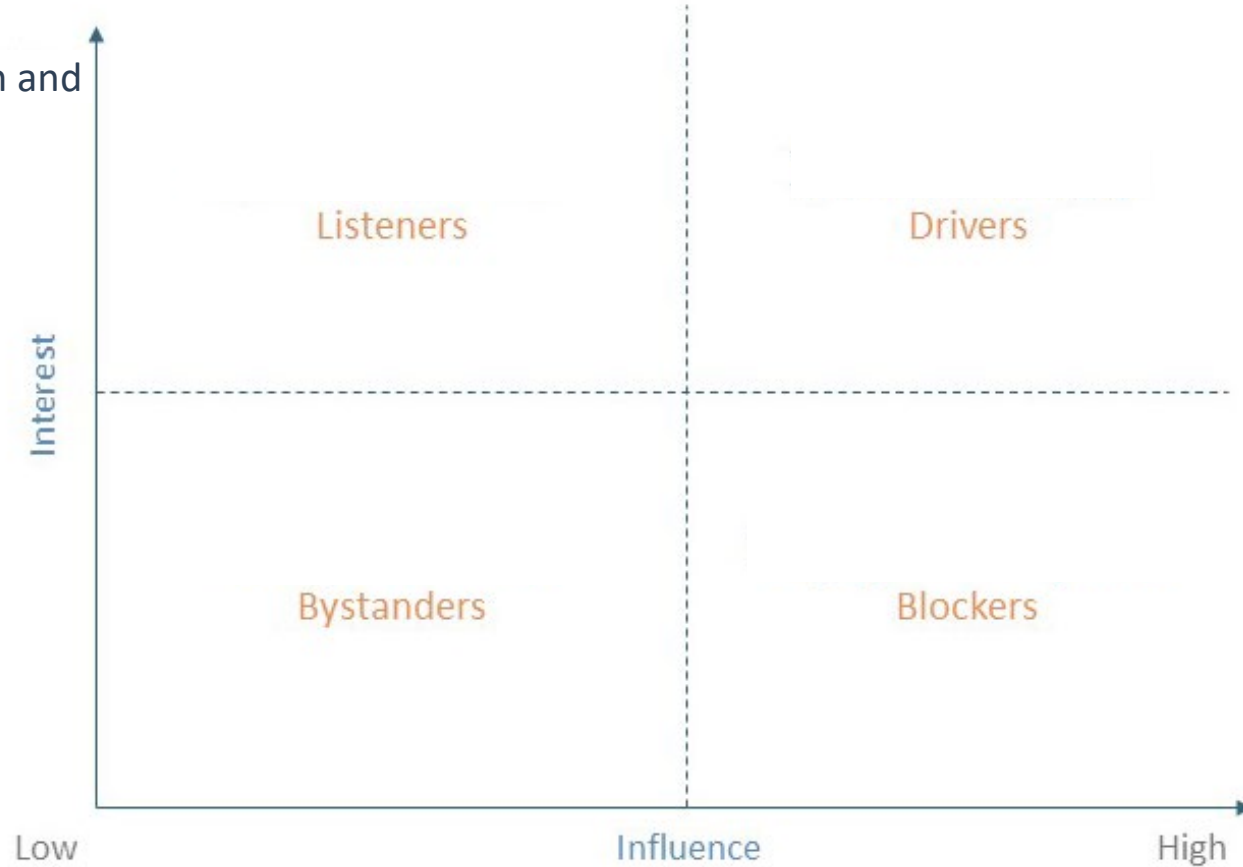 and
Listeners
Drivers
Interest
Bystanders
Blockers
Low
Influence
High